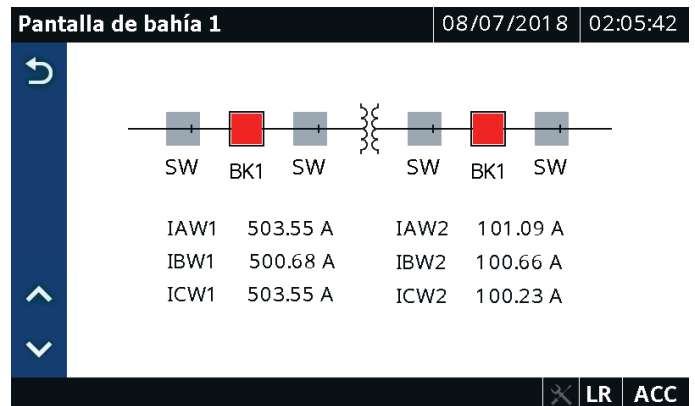 Pantalla de bahía 1 08/07/2018 02:05:42
SW BK1 SW SW BK1 SW
IAW1 503.55 A IAW2 101.09 A
IBW1 500.68 A IBW2 100.66 A
ICW1 503.55 A ICW2 100.23 A
LR ACC